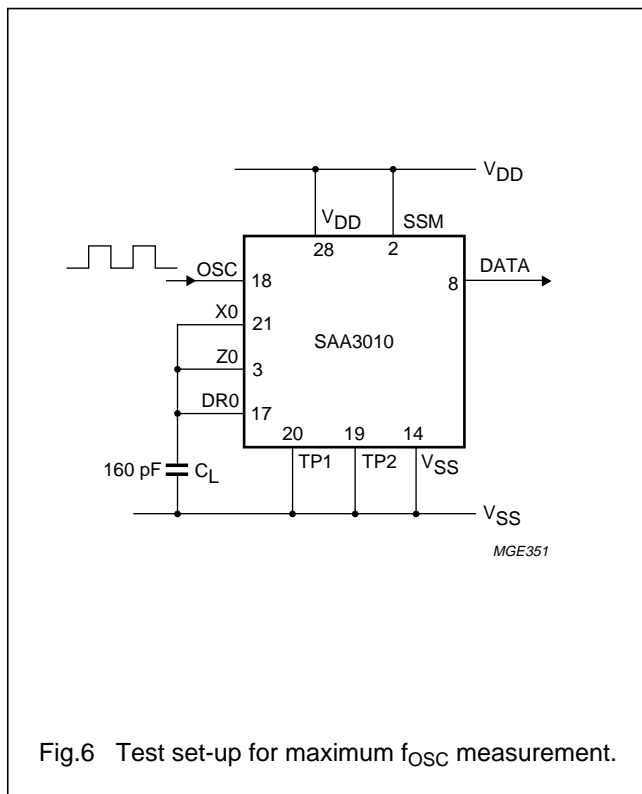 V_DD
V_DD SSM
28 2
OSC 18
8 DATA
X0 21
SAA3010
Z0 3
DR0 17
20 19 14
TP1 TP2 V_SS
160 pF C_L
V_SS
MGE351
Fig.6 Test set-up for maximum f_OSC measurement.